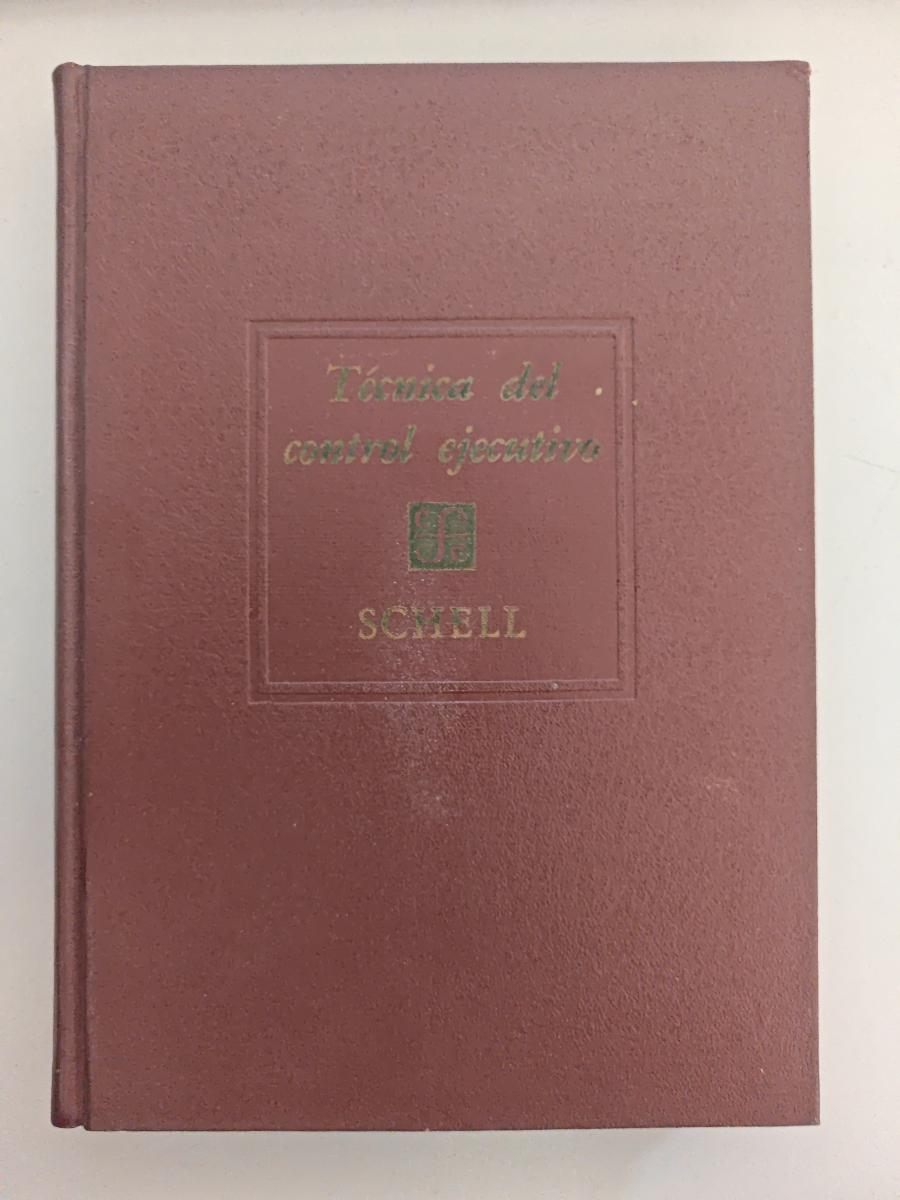 Técnica del
control ejecutivo
SCHELL